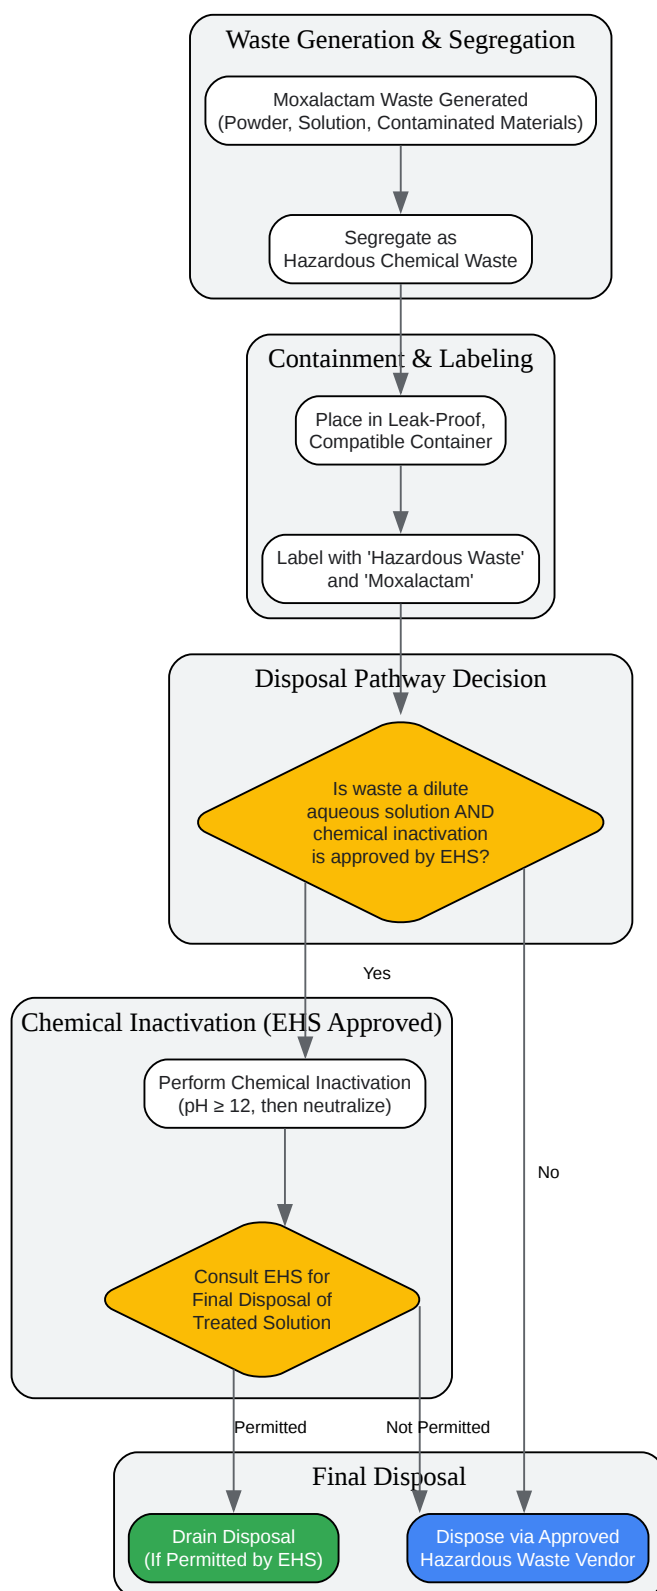 Waste Generation & Segregation
Moxalactam Waste Generated
(Powder, Solution, Contaminated Materials)
Segregate as
Hazardous Chemical Waste
Containment & Labeling
Place in Leak-Proof,
Compatible Container
Label with 'Hazardous Waste'
and 'Moxalactam'
Disposal Pathway Decision
Is waste a dilute
aqueous solution AND
chemical inactivation
is approved by EHS?
Yes
No
Chemical Inactivation (EHS Approved)
Perform Chemical Inactivation
(pH ≥ 12, then neutralize)
Consult EHS for
Final Disposal of
Treated Solution
Permitted
Not Permitted
Final Disposal
Drain Disposal
(If Permitted by EHS)
Dispose via Approved
Hazardous Waste Vendor